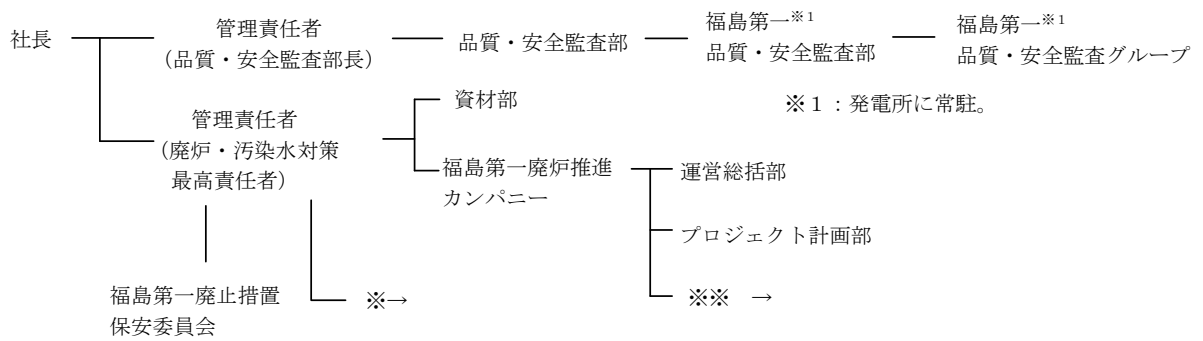 社長
管理責任者
(品質・安全監査部長)
品質・安全監査部
福島第一※1
品質・安全監査部
福島第一※1
品質・安全監査グループ
※1：発電所に常駐。
管理責任者
(廃炉・汚染水対策
最高責任者)
資材部
福島第一廃炉推進
カンパニー
運営総括部
プロジェクト計画部
福島第一廃止措置
保安委員会
※→
※※ →